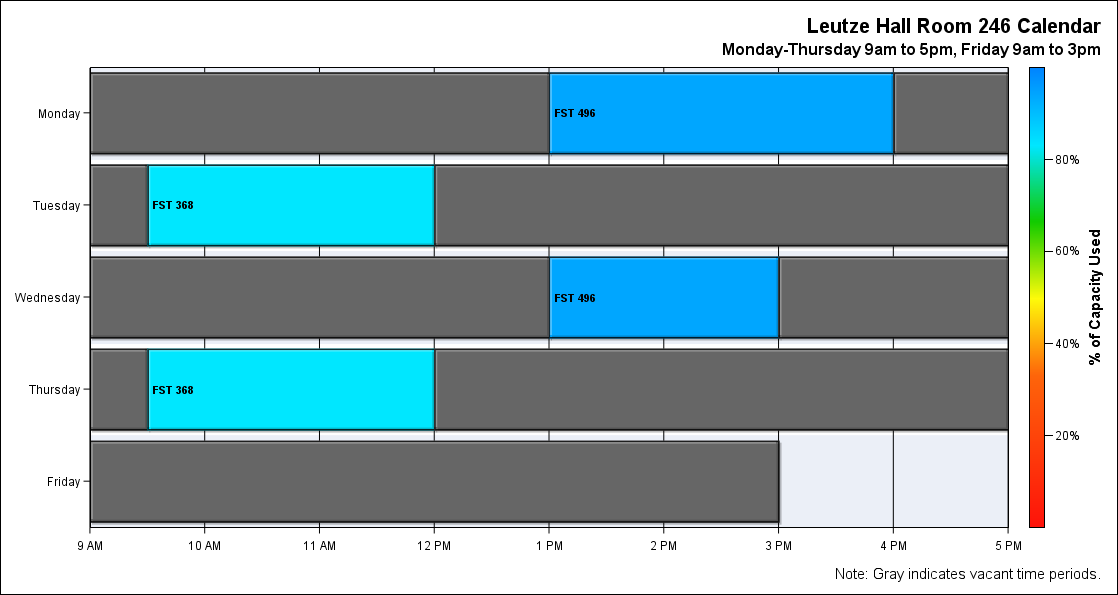 Leutze Hall Room 246 Calendar
Monday-Thursday 9am to 5pm, Friday 9am to 3pm
Monday
FST 496
Tuesday
FST 368
Wednesday
FST 496
Thursday
FST 368
Friday
9 AM 10 AM 11 AM 12 PM 1 PM 2 PM 3 PM 4 PM 5 PM
80%
60%
40%
20%
% of Capacity Used
Note: Gray indicates vacant time periods.